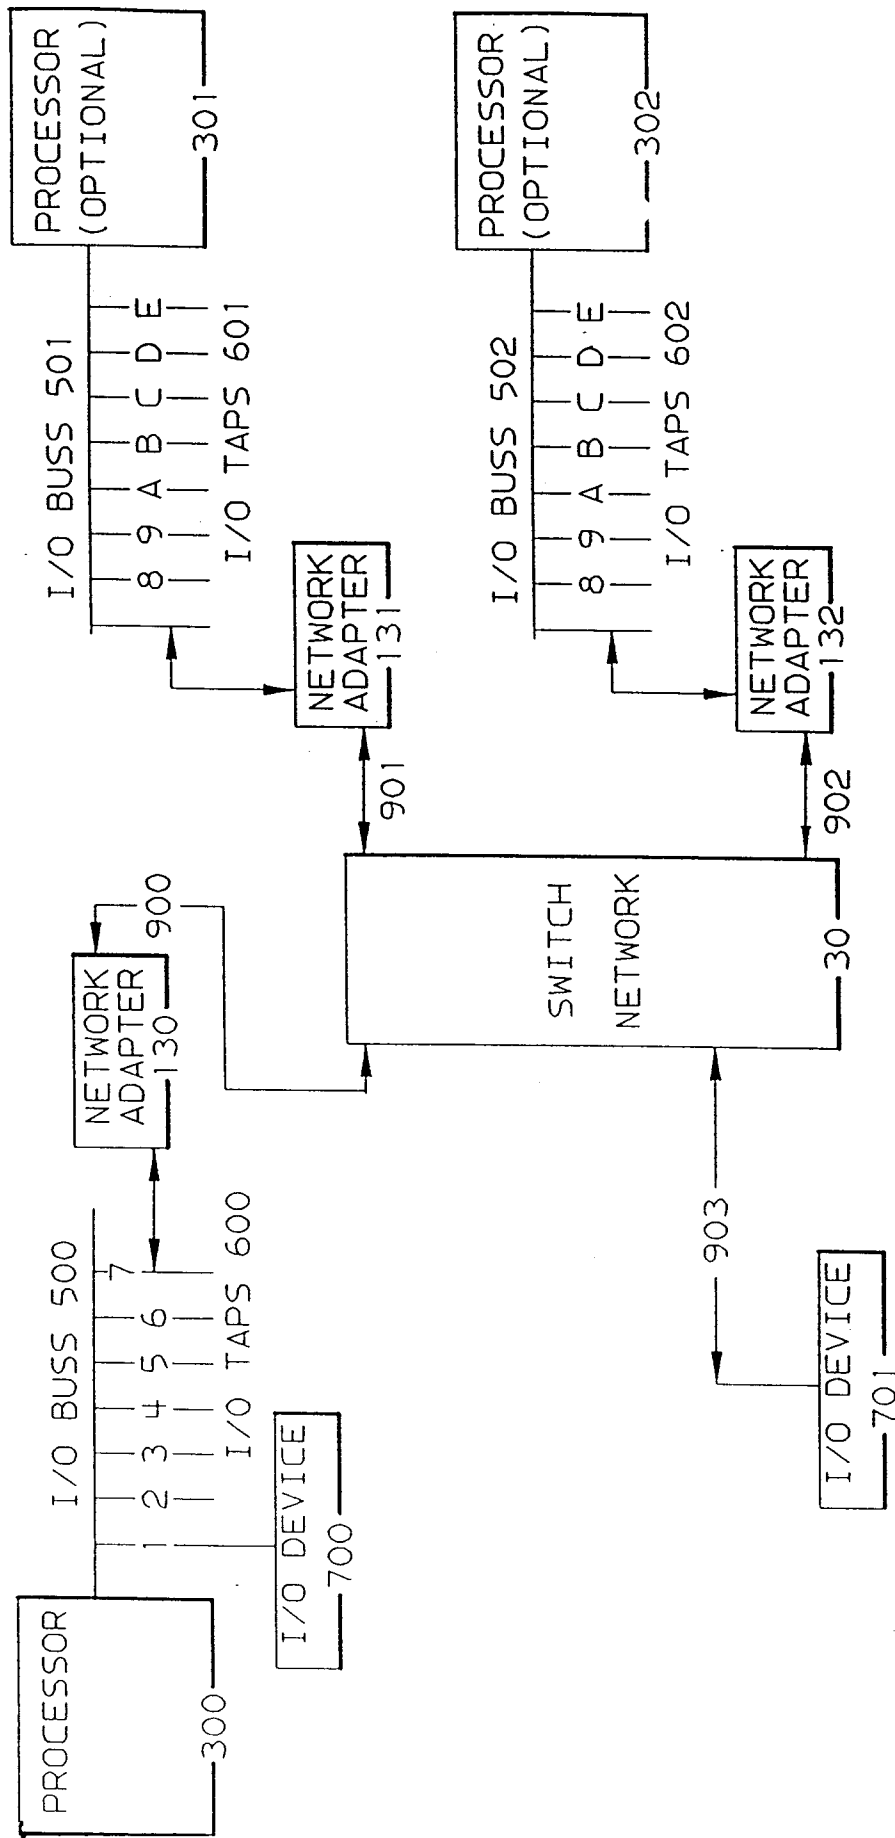 PROCESSOR
300
I/O BUSS 500
1 2 3 4 5 6 7
I/O TAPS 600
I/O DEVICE
700
NETWORK
ADAPTER
130
900
I/O BUSS 501
8 9 A B C D E
I/O TAPS 601
PROCESSOR
(OPTIONAL)
301
NETWORK
ADAPTER
131
901
SWITCH
NETWORK
30
903
I/O DEVICE
701
I/O BUSS 502
8 9 A B C D E
I/O TAPS 602
PROCESSOR
(OPTIONAL)
302
NETWORK
ADAPTER
132
902